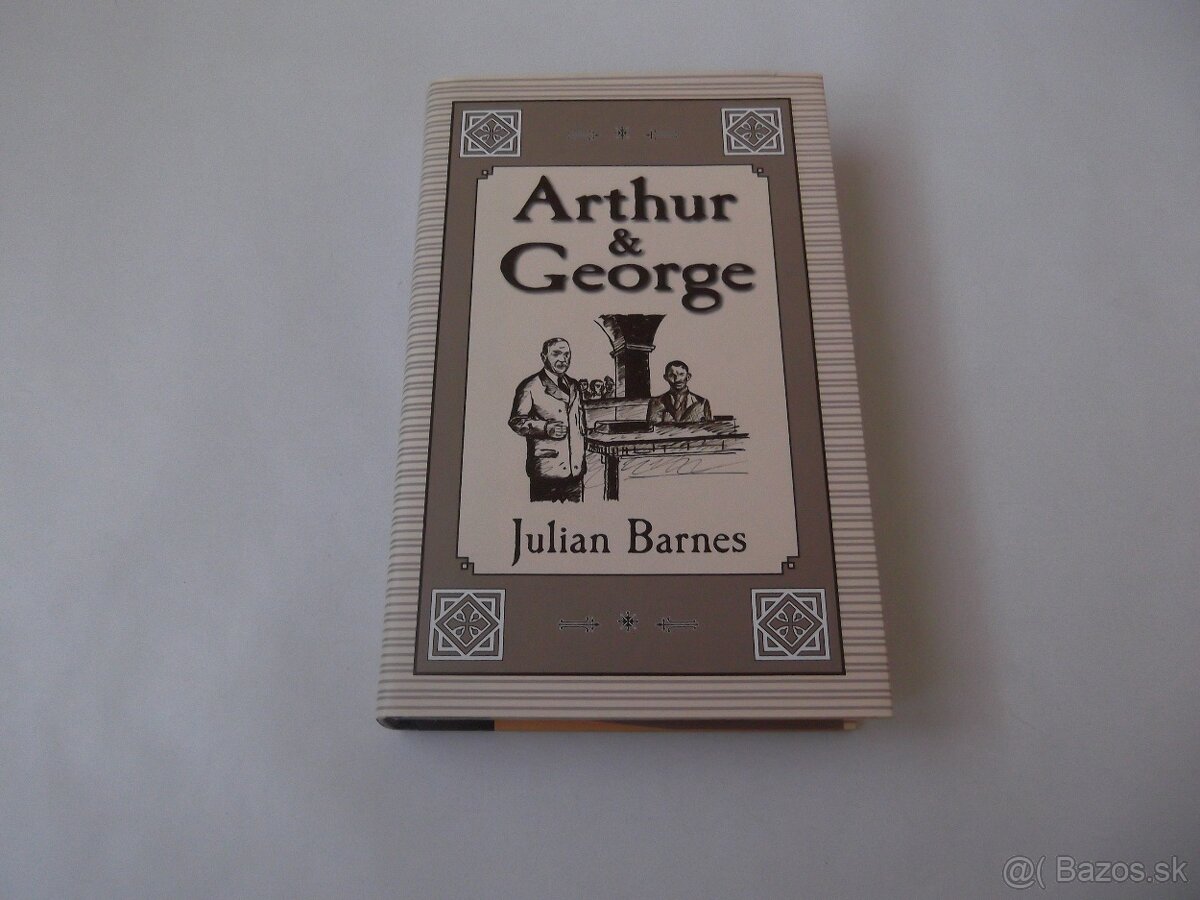 Arthur
&
George
Julian Barnes
@( Bazos.sk